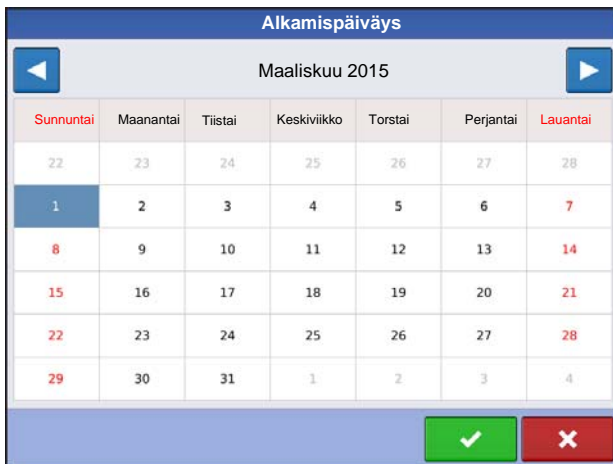 Alkamispäiväys
Maaliskuu 2015
Sunnuntai Maanantai Tiistai Keskiviikko Torstai Perjantai Lauantai
22 23 24 25 26 27 28
1 2 3 4 5 6 7
8 9 10 11 12 13 14
15 16 17 18 19 20 21
22 23 24 25 26 27 28
29 30 31 1 2 3 4